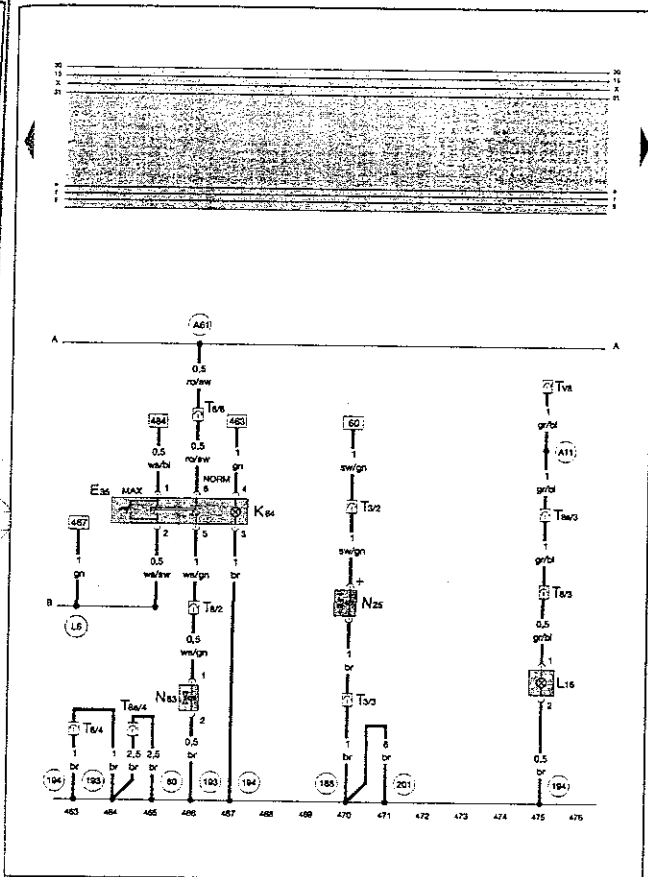 30 30
15 15
X X
31 31
A61
A A
0,5
ro/sw
T8/6
Tv8
484 463 60
1
gr/bl
0,5
ws/bl
0,5
ro/sw
1
gn
1
sw/gn
A11
NORM
E35 MAX 1 6 4 K84
1
gr/bl
467
T3/2
T8a/3
2 5 3
1
gn
0,5
ws/sw
1
ws/gn
1
br
1
sw/gn
1
gr/bl
+
N25
T8/3
B
L6
T8/2
0,5
gr/bl
0,5
ws/gn
1
br
1
1
L16
N63
T8/4 T8a/4
T3/3
2
2
1
br
1
br
2,5
br
2,5
br
0,5
br
1
br
6
br
0,5
br
194 193 60 193 194 201 194
463 464 465 466 467 468 469 470 471 472 473 474 475 476